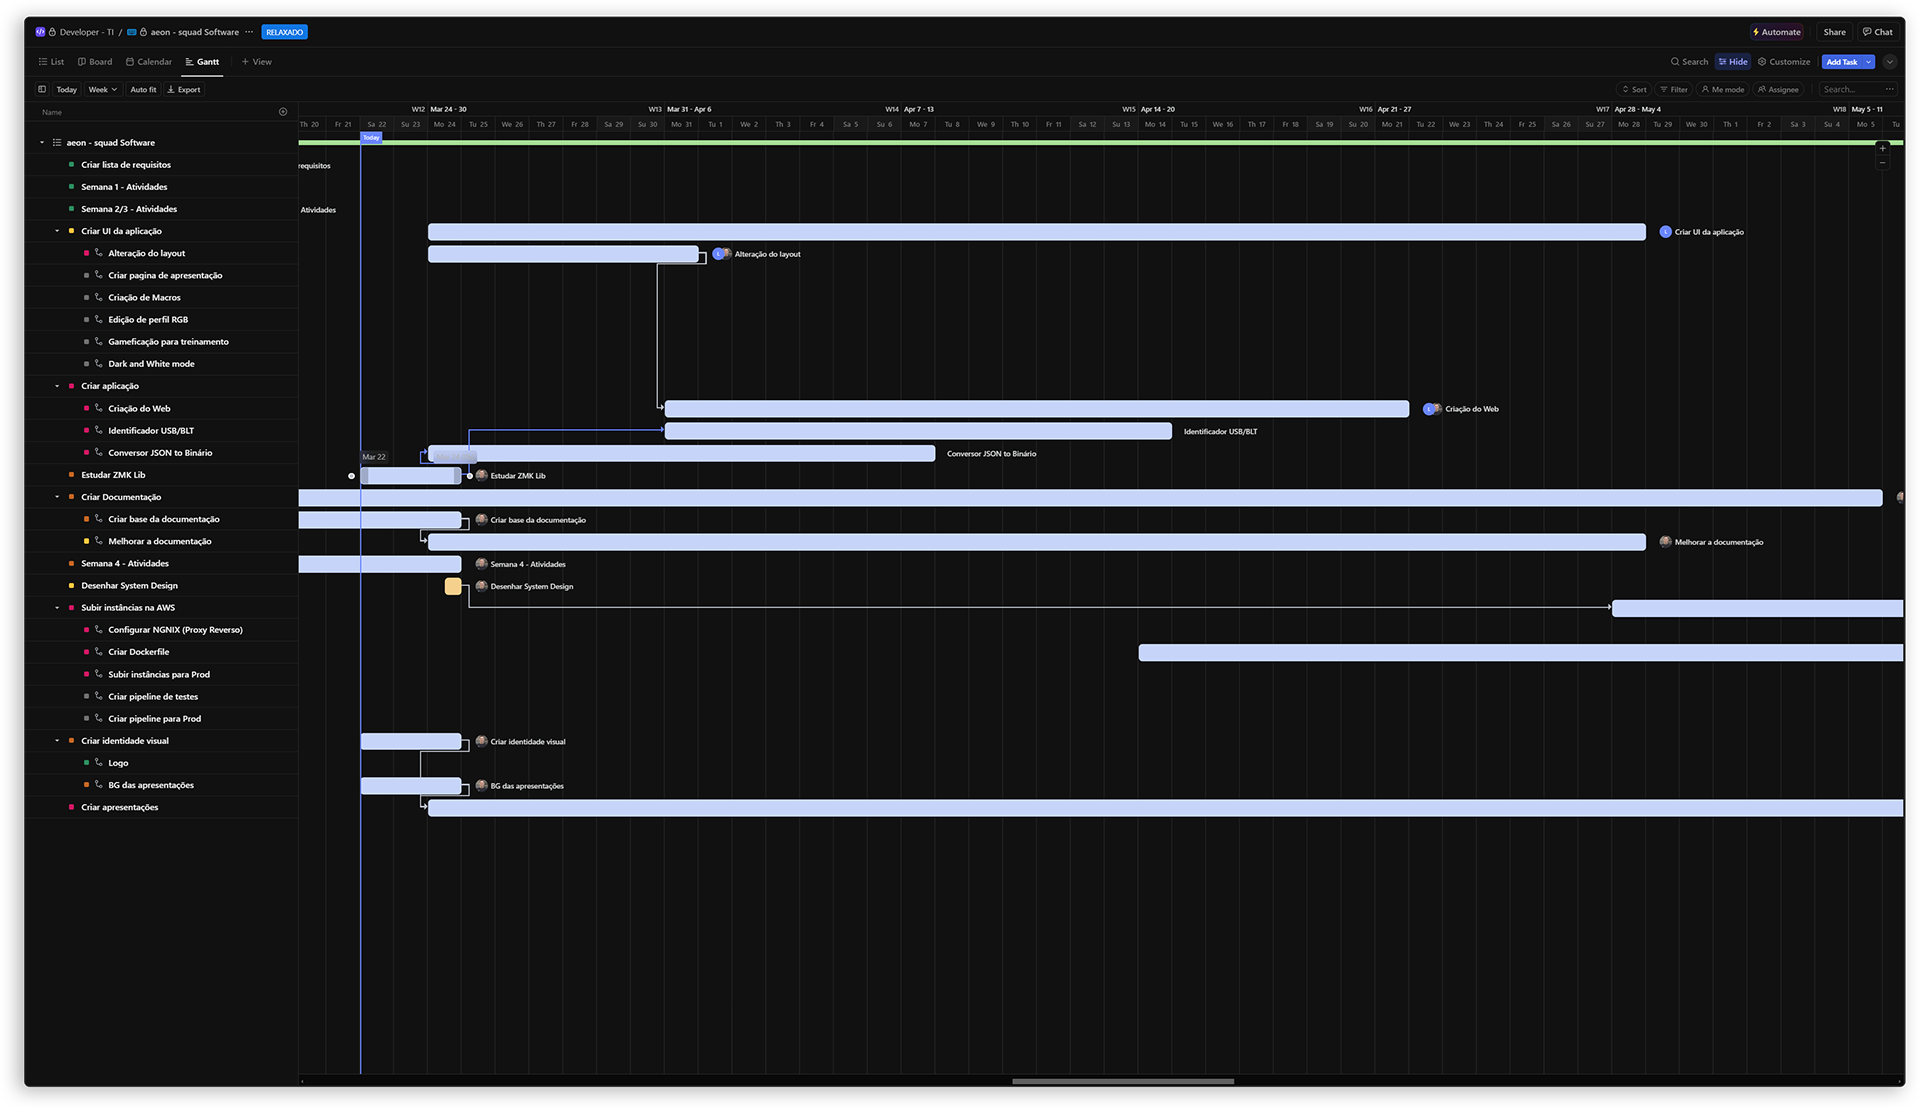 Developer - TI / aeon - squad Software ... RELAXADO
Automate Share Chat
List Board Calendar Gantt + View
Search Hide Customize Add Task
Today Week Auto fit Export
Sort Filter Me mode Assignee Search... ...
Name
W12 Mar 24 - 30 W13 Mar 31 - Apr 6 W14 Apr 7 - 13 W15 Apr 14 - 20 W16 Apr 21 - 27 W17 Apr 28 - May 4 W18 May 5 - 11
Th 20 Fr 21 Sa 22 Su 23 Mo 24 Tu 25 We 26 Th 27 Fr 28 Sa 29 Su 30 Mo 31 Tu 1 We 2 Th 3 Fr 4 Sa 5 Su 6 Mo 7 Tu 8 We 9 Th 10 Fr 11 Sa 12 Su 13 Mo 14 Tu 15 We 16 Th 17 Fr 18 Sa 19 Su 20 Mo 21 Tu 22 We 23 Th 24 Fr 25 Sa 26 Su 27 Mo 28 Tu 29 We 30 Th 1 Fr 2 Sa 3 Su 4 Mo 5 Tu
Today
aeon - squad Software
Criar lista de requisitos requisitos
Semana 1 - Atividades
Semana 2/3 - Atividades Atividades
Criar UI da aplicação L Criar UI da aplicação
Alteração do layout L Alteração do layout
Criar pagina de apresentação
Criação de Macros
Edição de perfil RGB
Gameficação para treinamento
Dark and White mode
Criar aplicação
Criação do Web L Criação do Web
Identificador USB/BLT Identificador USB/BLT
Conversor JSON to Binário Conversor JSON to Binário
Mar 22
Estudar ZMK Lib Estudar ZMK Lib
Criar Documentação
Criar base da documentação Criar base da documentação
Melhorar a documentação Melhorar a documentação
Semana 4 - Atividades Semana 4 - Atividades
Desenhar System Design Desenhar System Design
Subir instâncias na AWS
Configurar NGNIX (Proxy Reverso)
Criar Dockerfile
Subir instâncias para Prod
Criar pipeline de testes
Criar pipeline para Prod
Criar identidade visual Criar identidade visual
Logo
BG das apresentações BG das apresentações
Criar apresentações